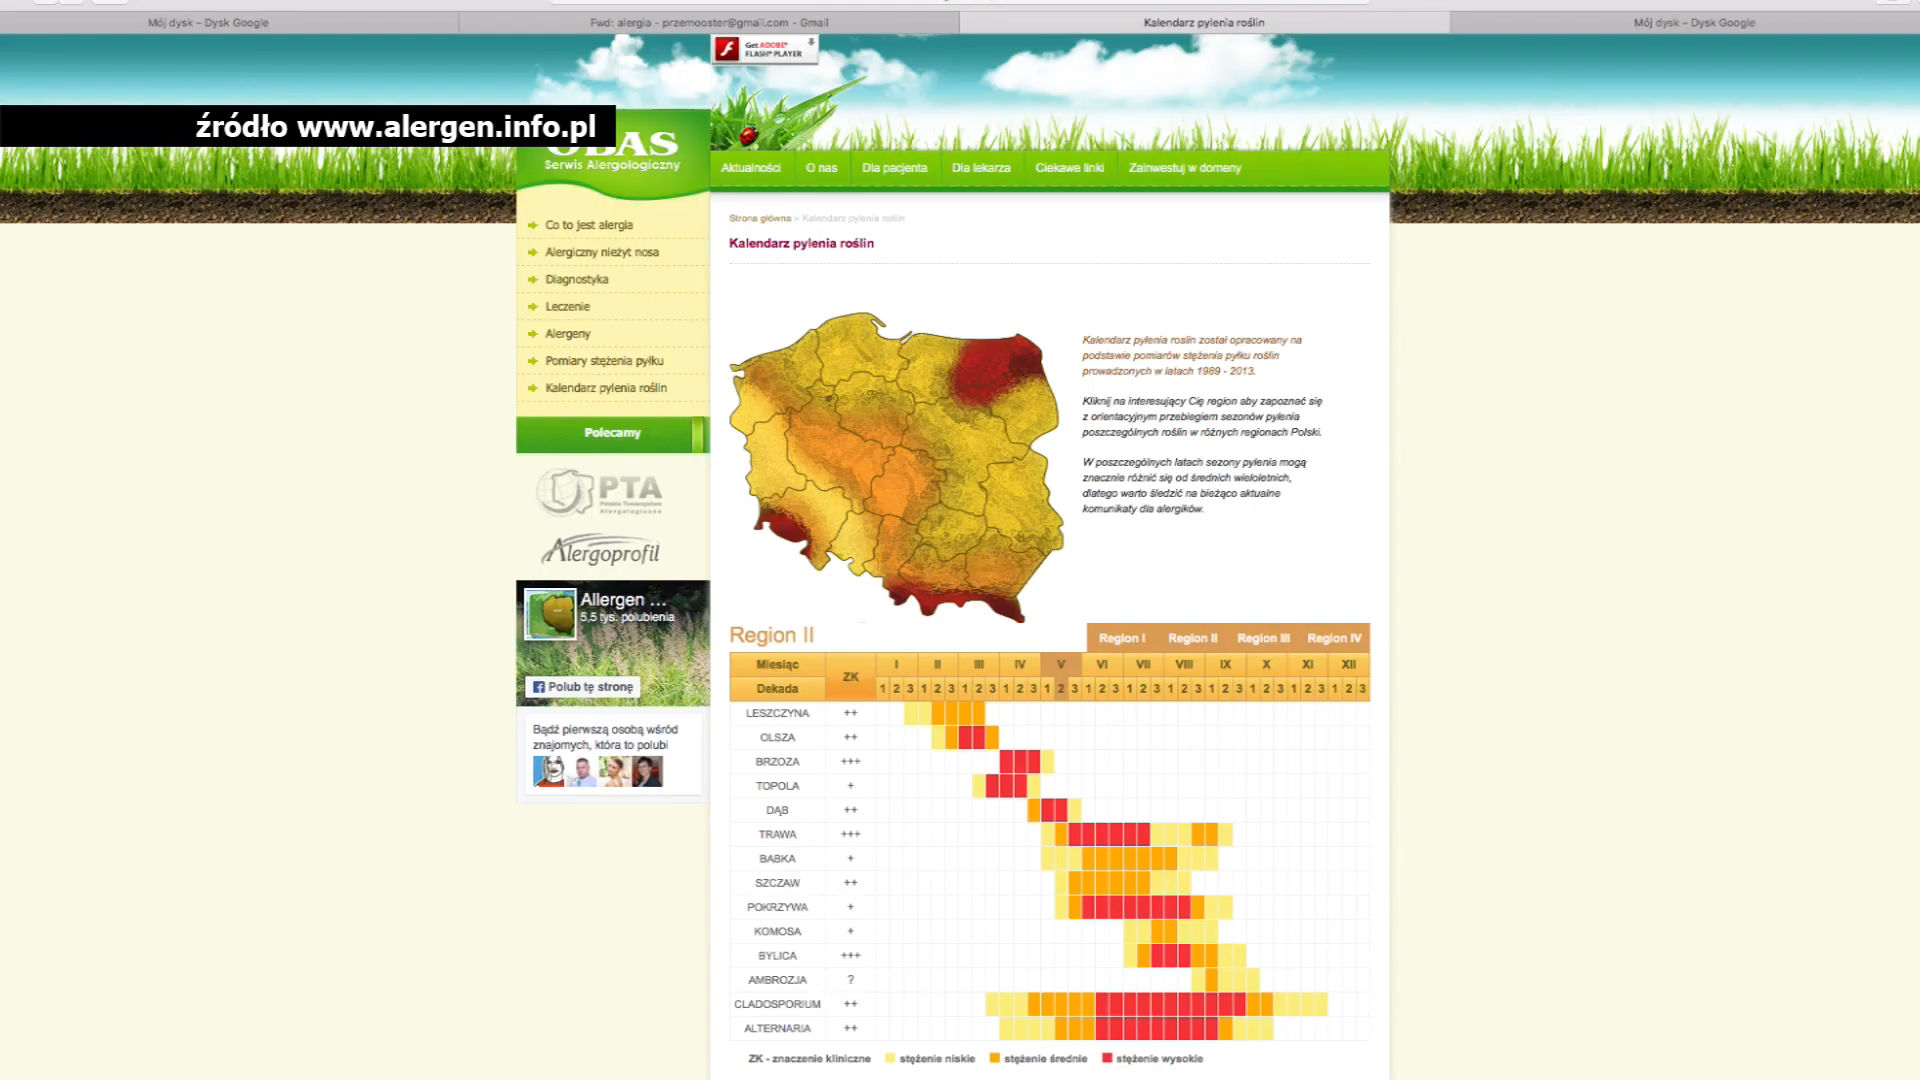 Mój dysk – Dysk Google
Fwd: alergia - przemooster@gmail.com - Gmail
Kalendarz pylenia roślin
Mój dysk – Dysk Google
Get ADOBE®
FLASH® PLAYER
źródło www.alergen.info.pl
Serwis Alergologiczny
Aktualności
O nas
Dla pacjenta
Dla lekarza
Ciekawe linki
Zainwestuj w domeny
Co to jest alergia
Alergiczny nieżyt nosa
Diagnostyka
Leczenie
Alergeny
Pomiary stężenia pyłku
Kalendarz pylenia roślin
Polecamy
PTA
Polskie Towarzystwo
Alergologiczne
Alergoprofil
Allergen ...
5,5 tys. polubienia
Polub tę stronę
Bądź pierwszą osobą wśród
znajomych, która to polubi
Strona główna » Kalendarz pylenia roślin
Kalendarz pylenia roślin
Kalendarz pylenia roślin został opracowany na
podstawie pomiarów stężenia pyłku roślin
prowadzonych w latach 1989 - 2013.
Kliknij na interesujący Cię region aby zapoznać się
z orientacyjnym przebiegiem sezonów pylenia
poszczególnych roślin w różnych regionach Polski.
W poszczególnych latach sezony pylenia mogą
znacznie różnić się od średnich wieloletnich,
dlatego warto śledzić na bieżąco aktualne
komunikaty dla alergików.
Region II
Region I Region II Region III Region IV
Miesiąc ZK I II III IV V VI VII VIII IX X XI XII
Dekada 1 2 3 1 2 3 1 2 3 1 2 3 1 2 3 1 2 3 1 2 3 1 2 3 1 2 3 1 2 3 1 2 3 1 2 3
LESZCZYNA ++
OLSZA ++
BRZOZA +++
TOPOLA +
DĄB ++
TRAWA +++
BABKA +
SZCZAW ++
POKRZYWA +
KOMOSA +
BYLICA +++
AMBROZJA ?
CLADOSPORIUM ++
ALTERNARIA ++
ZK - znaczenie kliniczne stężenie niskie stężenie średnie stężenie wysokie